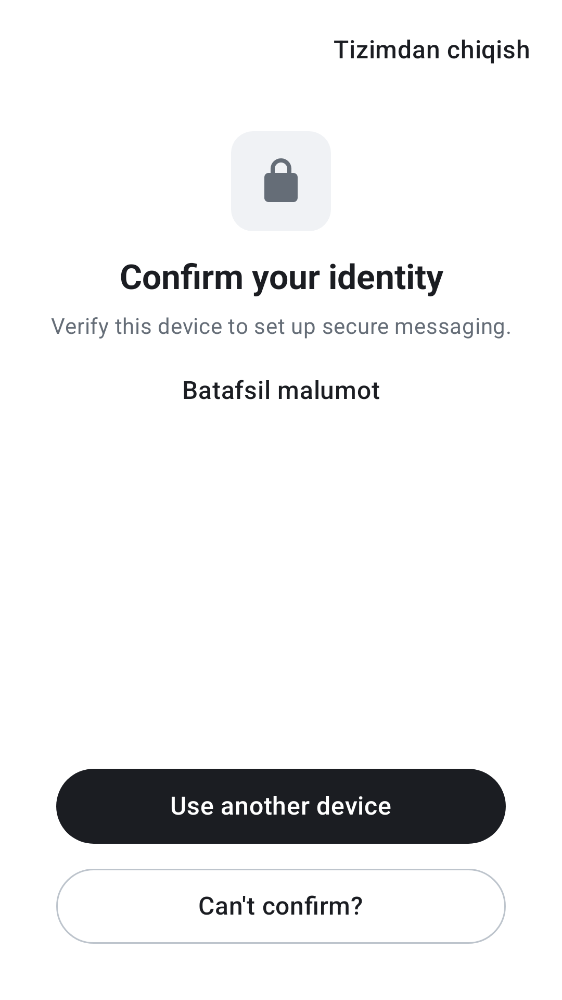 Tizimdan chiqish
Confirm your identity
Verify this device to set up secure messaging.
Batafsil malumot
Use another device
Can't confirm?